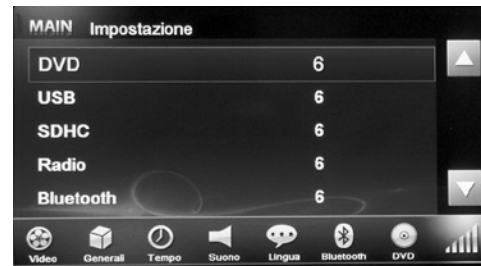 MAIN Impostazione
DVD 6
USB 6
SDHC 6
Radio 6
Bluetooth 6
Video Generali Tempo Suono Lingua Bluetooth DVD